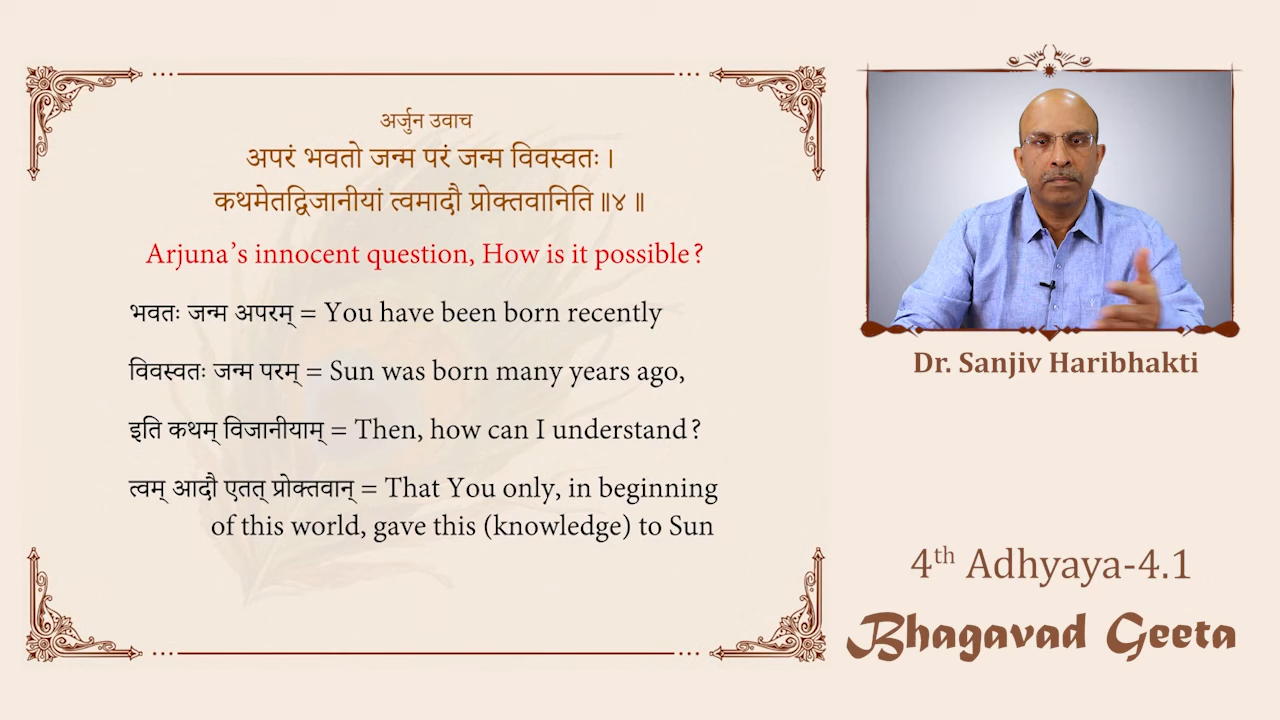 अर्जुन उवाच
अपरं भवतो जन्म परं जन्म विवस्वतः ।
कथमेतद्विजानीयां त्वमादौ प्रोक्तवानिति ॥४ ॥
Arjuna’s innocent question, How is it possible?
भवतः जन्म अपरम् = You have been born recently
विवस्वतः जन्म परम् = Sun was born many years ago,
इति कथम् विजानीयाम् = Then, how can I understand?
त्वम् आदौ एतत् प्रोक्तवान् = That You only, in beginning
of this world, gave this (knowledge) to Sun
Dr. Sanjiv Haribhakti
4th Adhyaya-4.1
Bhagavad Geeta